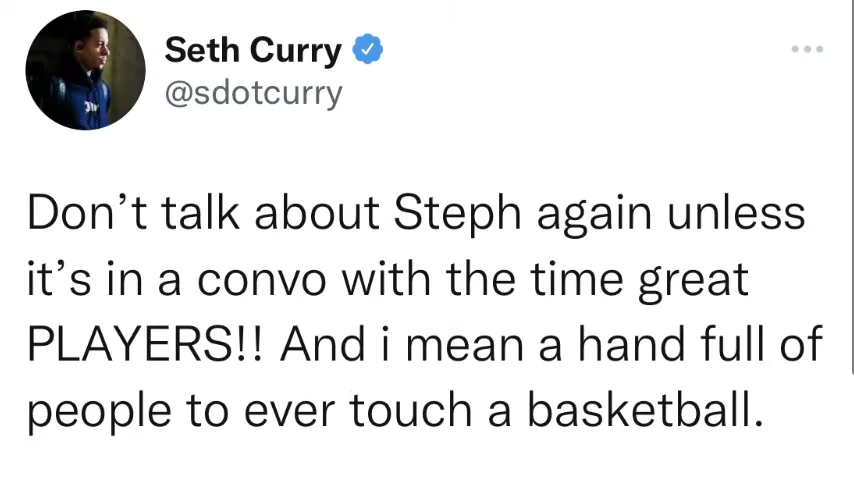 Seth Curry
@sdotcurry
Don’t talk about Steph again unless
it’s in a convo with the time great
PLAYERS!! And i mean a hand full of
people to ever touch a basketball.